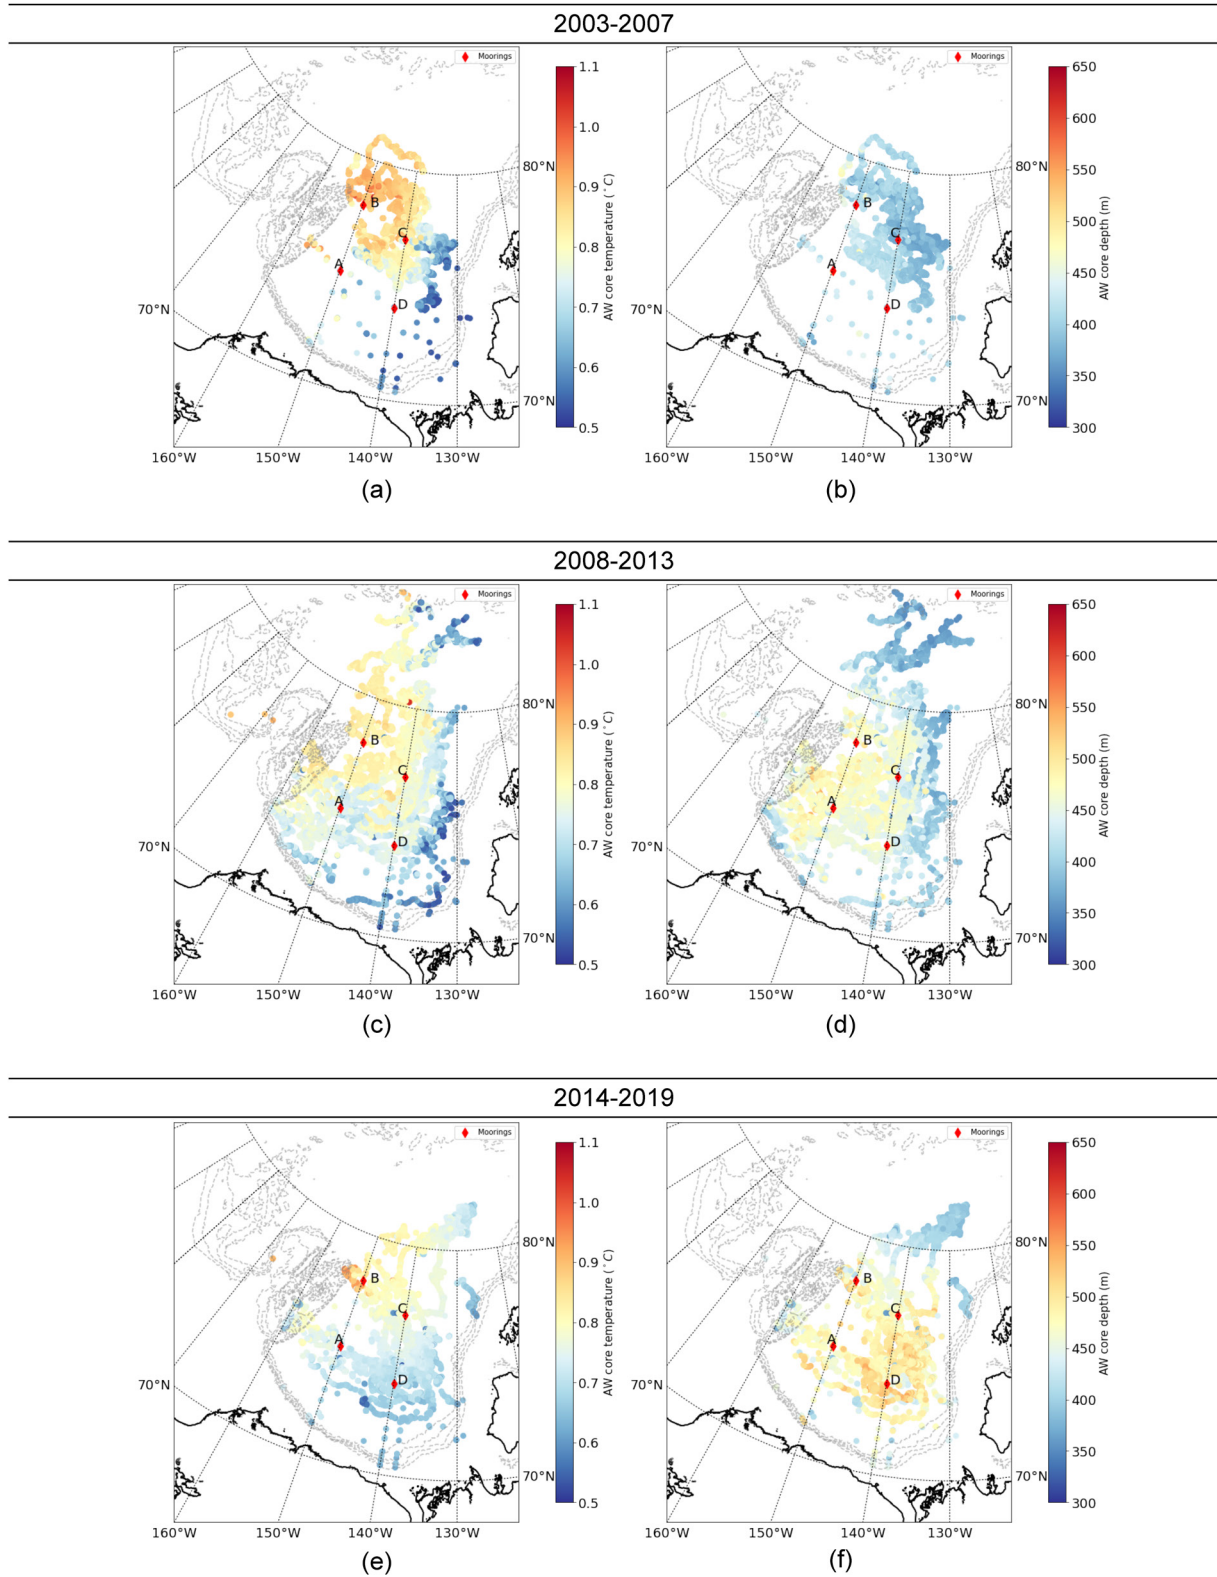 2003-2007
Moorings
1.1
1.0
0.9
0.8
0.7
0.6
0.5
AW core temperature (°C)
80°N
70°N
70°N
160°W 150°W 140°W 130°W
A
B
C
D
(a)
Moorings
650
600
550
500
450
400
350
300
AW core depth (m)
80°N
70°N
70°N
160°W 150°W 140°W 130°W
A
B
C
D
(b)
2008-2013
Moorings
1.1
1.0
0.9
0.8
0.7
0.6
0.5
AW core temperature (°C)
80°N
70°N
70°N
160°W 150°W 140°W 130°W
A
B
C
D
(c)
Moorings
650
600
550
500
450
400
350
300
AW core depth (m)
80°N
70°N
70°N
160°W 150°W 140°W 130°W
A
B
C
D
(d)
2014-2019
Moorings
1.1
1.0
0.9
0.8
0.7
0.6
0.5
AW core temperature (°C)
80°N
70°N
70°N
160°W 150°W 140°W 130°W
A
B
C
D
(e)
Moorings
650
600
550
500
450
400
350
300
AW core depth (m)
80°N
70°N
70°N
160°W 150°W 140°W 130°W
A
B
C
D
(f)